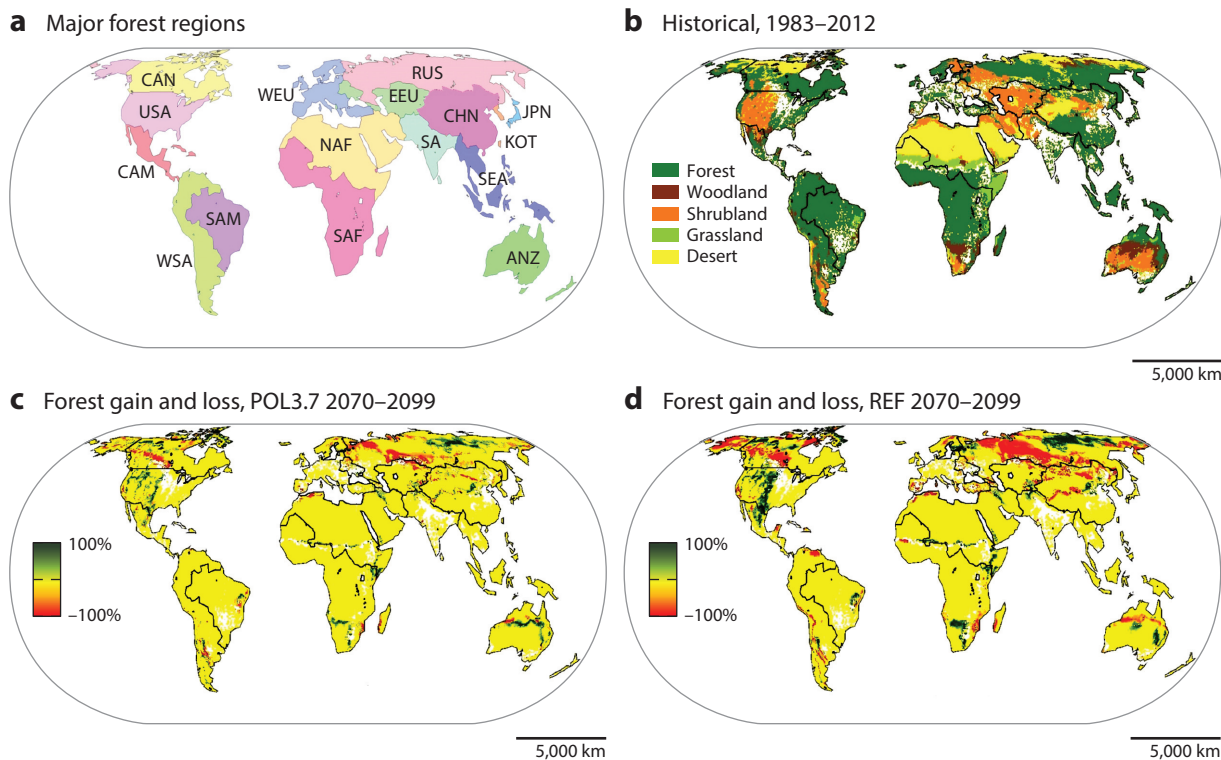 a Major forest regions
CAN
USA
CAM
SAM
WSA
WEU
RUS
EEU
CHN
JPN
KOT
SA
SEA
NAF
SAF
ANZ
b Historical, 1983–2012
Forest
Woodland
Shrubland
Grassland
Desert
5,000 km
c Forest gain and loss, POL3.7 2070–2099
100%
–100%
5,000 km
d Forest gain and loss, REF 2070–2099
100%
–100%
5,000 km